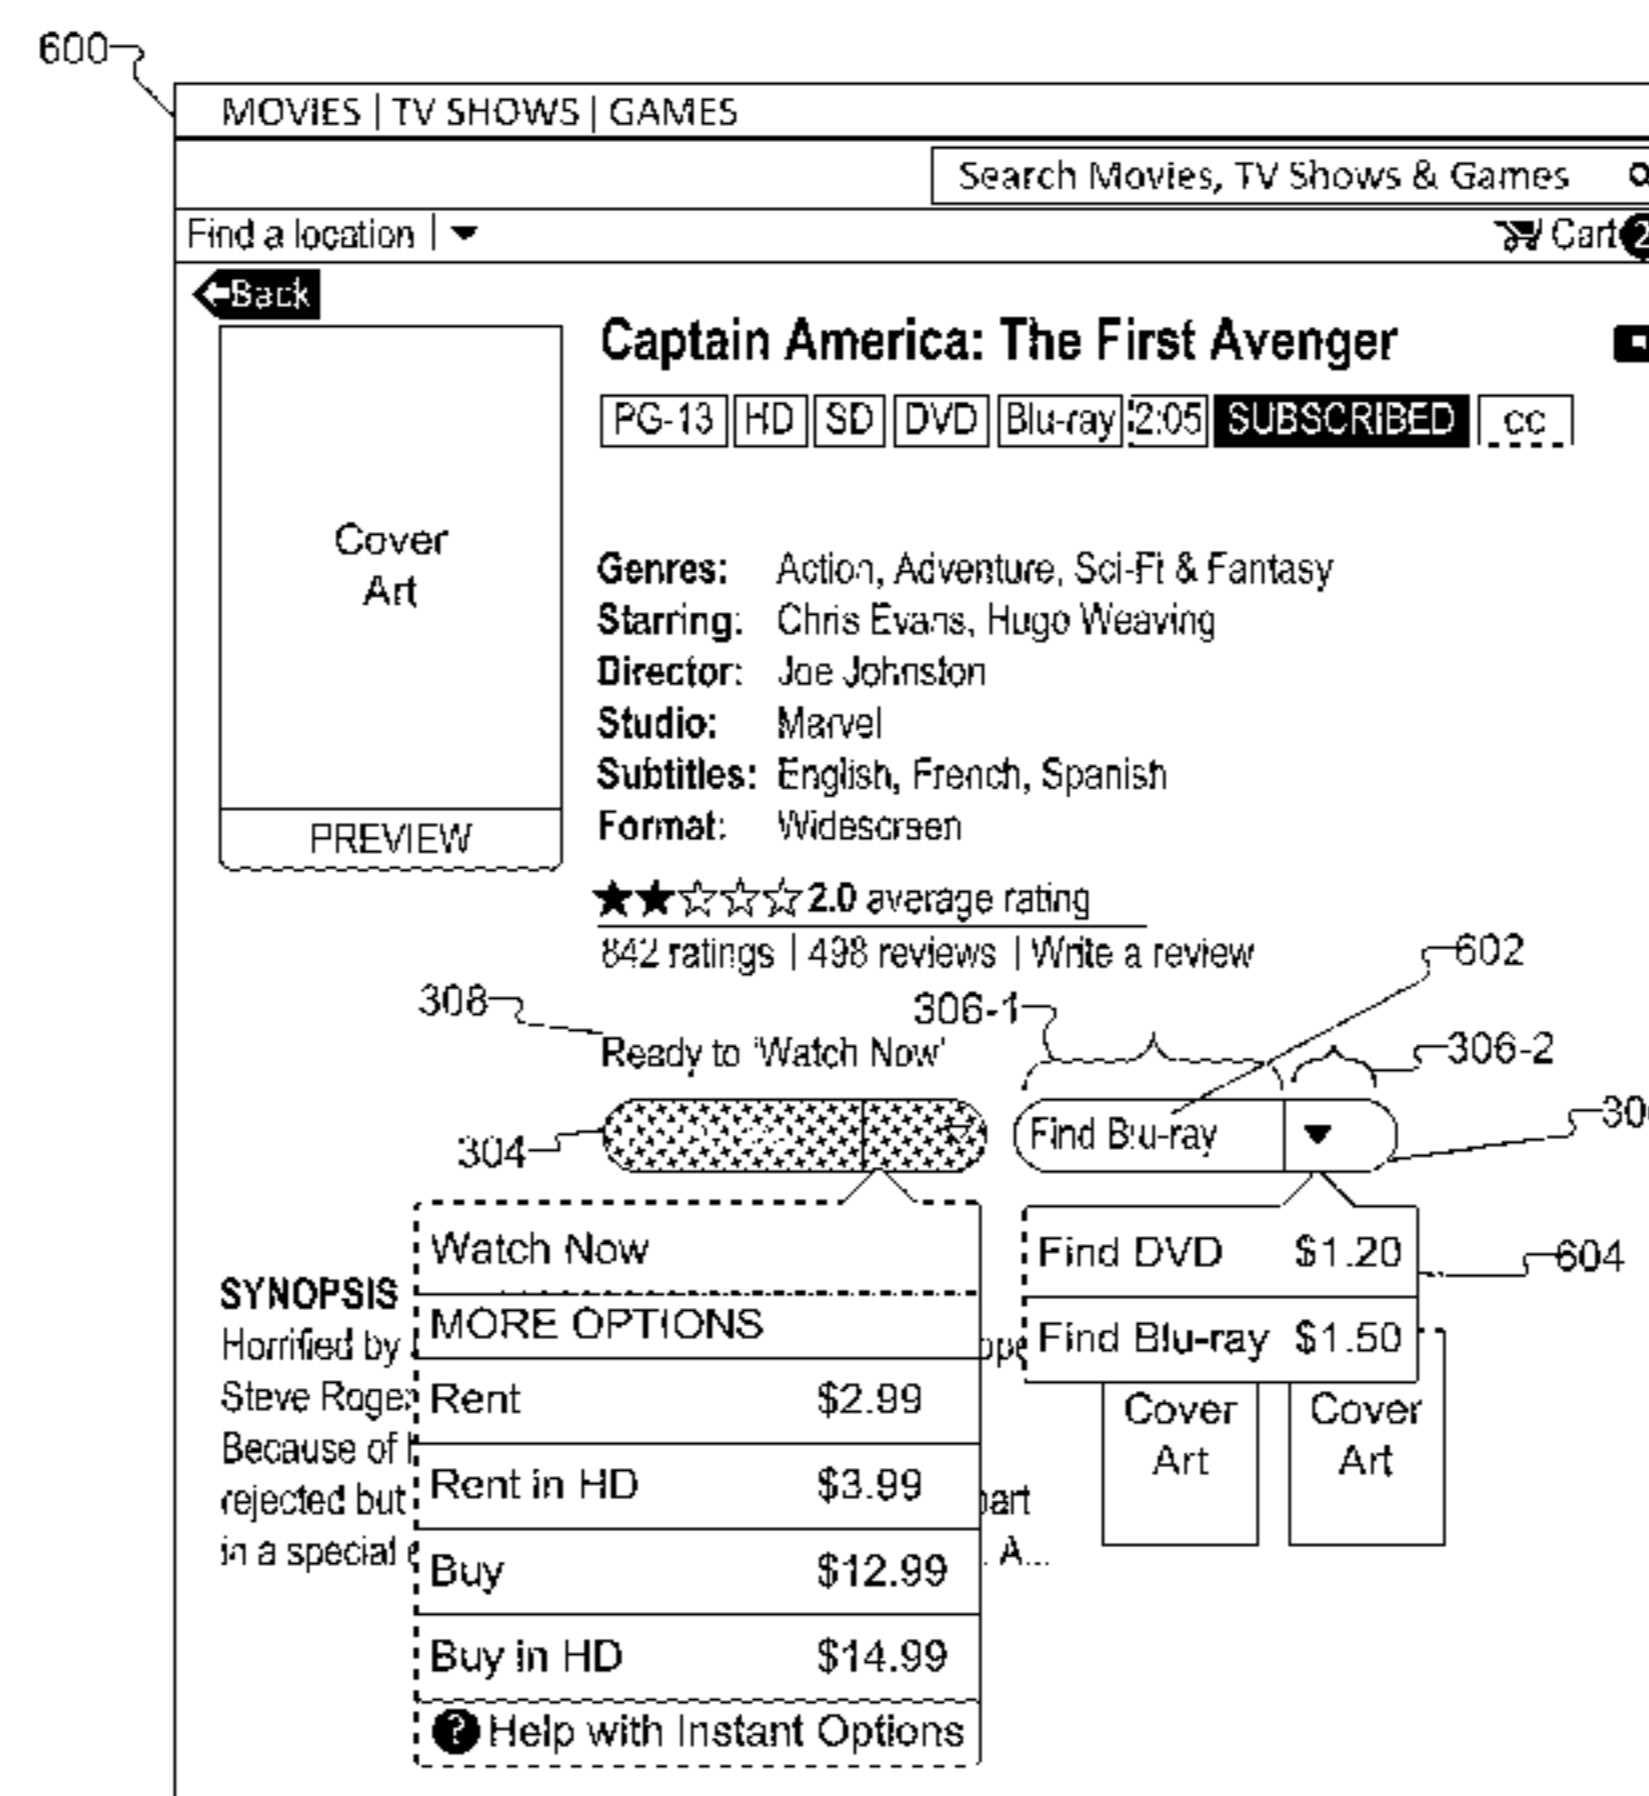 600
MOVIES | TV SHOWS | GAMES
Search Movies, TV Shows & Games
Find a location | Cart 2
Back
Captain America: The First Avenger
PG-13 HD SD DVD Blu-ray 2:05 SUBSCRIBED CC
Cover
Art
PREVIEW
Genres: Action, Adventure, Sci-Fi & Fantasy
Starring: Chris Evans, Hugo Weaving
Director: Joe Johnston
Studio: Marvel
Subtitles: English, French, Spanish
Format: Widescreen
2.0 average rating
842 ratings | 498 reviews | Write a review
602
308
306-1
Ready to 'Watch Now'
306-2
304
Find Blu-ray
30
Watch Now
MORE OPTIONS
Rent $2.99
Rent in HD $3.99
Buy $12.99
Buy in HD $14.99
? Help with Instant Options
Find DVD $1.20
604
Find Blu-ray $1.50
SYNOPSIS
Horrified by
Steve Roge
Because of
rejected but part
in a special A...
Cover
Art
Cover
Art